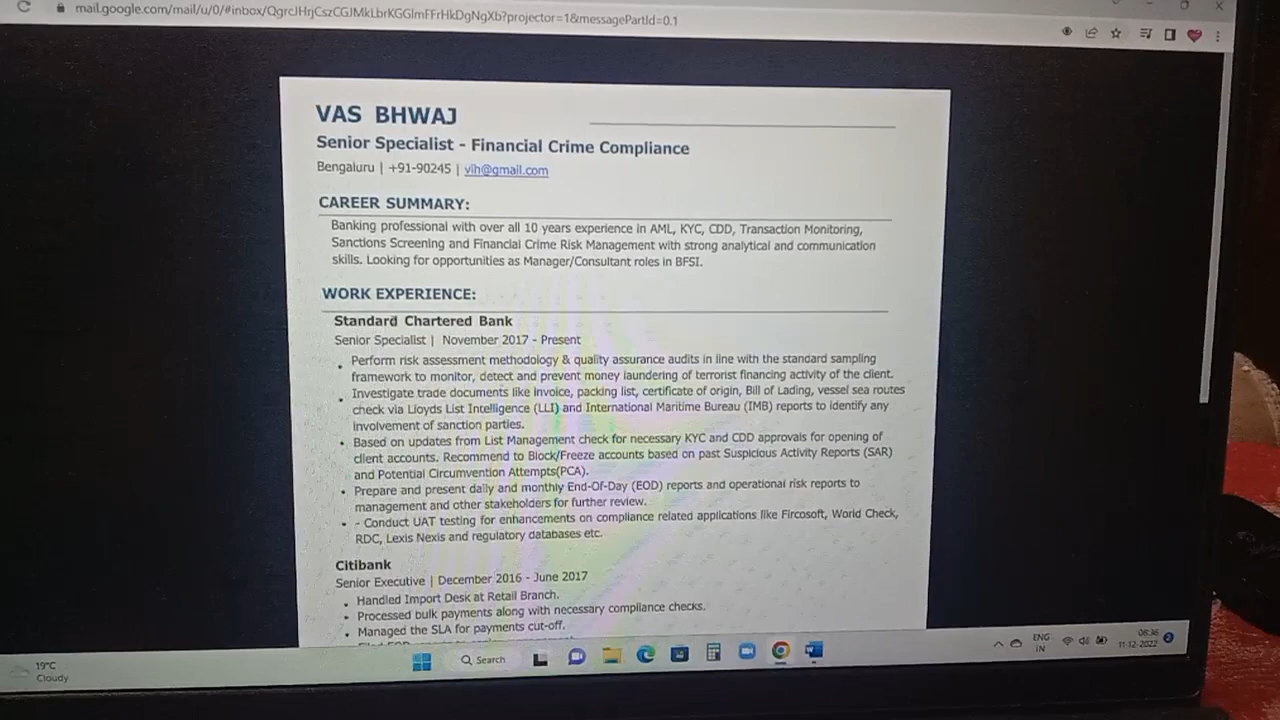 mail.google.com/mail/u/0/#inbox/QgrcJHrjCszCGJMkLbrKGGlmFFrHkDgNgXb?projector=1&messagePartId=0.1
VAS BHWAJ
Senior Specialist - Financial Crime Compliance
Bengaluru | +91-90245 | vih@gmail.com
CAREER SUMMARY:
Banking professional with over all 10 years experience in AML, KYC, CDD, Transaction Monitoring,
Sanctions Screening and Financial Crime Risk Management with strong analytical and communication
skills. Looking for opportunities as Manager/Consultant roles in BFSI.
WORK EXPERIENCE:
Standard Chartered Bank
Senior Specialist | November 2017 - Present
Perform risk assessment methodology & quality assurance audits in line with the standard sampling
framework to monitor, detect and prevent money laundering of terrorist financing activity of the client.
Investigate trade documents like invoice, packing list, certificate of origin, Bill of Lading, vessel sea routes
check via Lloyds List Intelligence (LLI) and International Maritime Bureau (IMB) reports to identify any
involvement of sanction parties.
• Based on updates from List Management check for necessary KYC and CDD approvals for opening of
client accounts. Recommend to Block/Freeze accounts based on past Suspicious Activity Reports (SAR)
and Potential Circumvention Attempts(PCA).
• Prepare and present daily and monthly End-Of-Day (EOD) reports and operational risk reports to
management and other stakeholders for further review.
• - Conduct UAT testing for enhancements on compliance related applications like Fircosoft, World Check,
RDC, Lexis Nexis and regulatory databases etc.
Citibank
Senior Executive | December 2016 - June 2017
• Handled Import Desk at Retail Branch.
• Processed bulk payments along with necessary compliance checks.
• Managed the SLA for payments cut-off.
19°C
Cloudy
Search
ENG
IN
06:36
11-12-2022
2